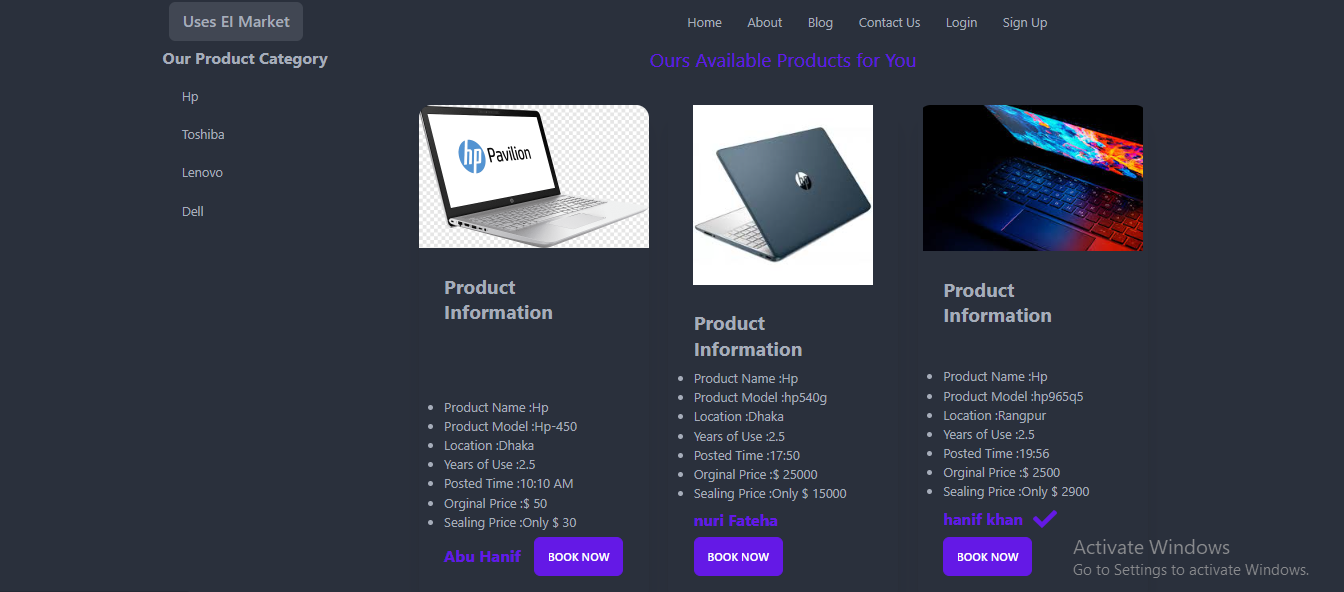 Uses EI Market
Home About Blog Contact Us Login Sign Up
Our Product Category
Hp
Toshiba
Lenovo
Dell
Ours Available Products for You
hp Pavilion
Product
Information
Product Name :Hp
Product Model :Hp-450
Location :Dhaka
Years of Use :2.5
Posted Time :10:10 AM
Orginal Price :$ 50
Sealing Price :Only $ 30
Abu Hanif
BOOK NOW
hp
Product
Information
Product Name :Hp
Product Model :hp540g
Location :Dhaka
Years of Use :2.5
Posted Time :17:50
Orginal Price :$ 25000
Sealing Price :Only $ 15000
nuri Fateha
BOOK NOW
Product
Information
Product Name :Hp
Product Model :hp965q5
Location :Rangpur
Years of Use :2.5
Posted Time :19:56
Orginal Price :$ 2500
Sealing Price :Only $ 2900
hanif khan
BOOK NOW
Activate Windows
Go to Settings to activate Windows.